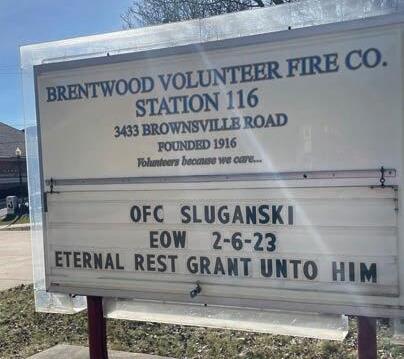 BRENTWOOD VOLUNTEER FIRE CO.
STATION 116
3433 BROWNSVILLE ROAD
FOUNDED 1916
Volunteers because we care...
OFC SLUGANSKI
EOW 2-6-23
ETERNAL REST GRANT UNTO HIM